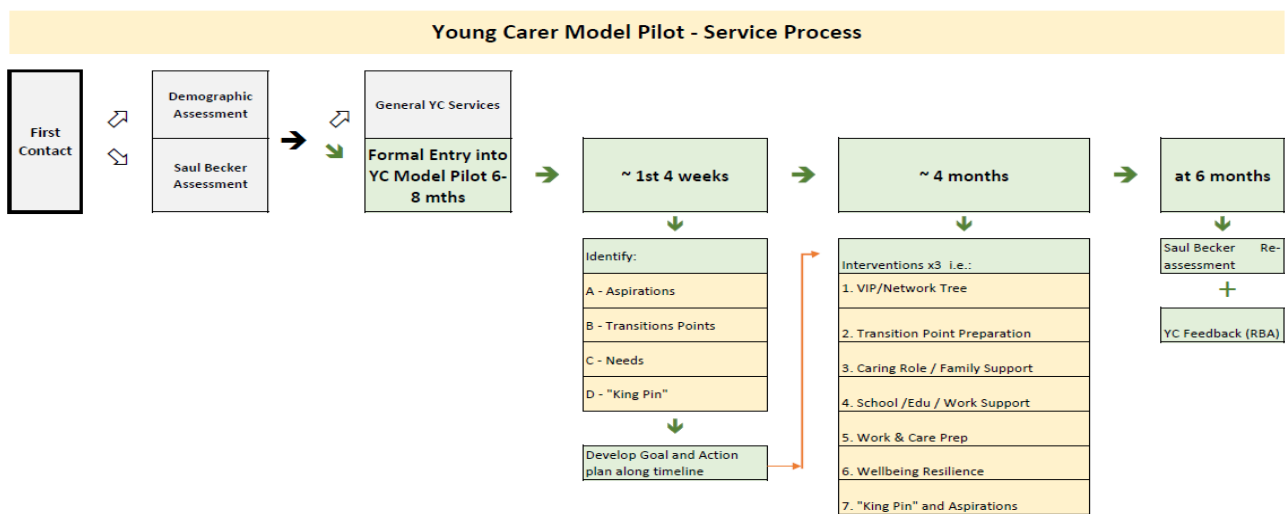 Young Carer Model Pilot - Service Process
First
Contact
Demographic
Assessment
Saul Becker
Assessment
General YC Services
Formal Entry into
YC Model Pilot 6-
8 mths
~ 1st 4 weeks
~ 4 months
at 6 months
Identify:
A - Aspirations
B - Transitions Points
C - Needs
D - "King Pin"
Develop Goal and Action
plan along timeline
Interventions x3 i.e.:
1. VIP/Network Tree
2. Transition Point Preparation
3. Caring Role / Family Support
4. School /Edu / Work Support
5. Work & Care Prep
6. Wellbeing Resilience
7. "King Pin" and Aspirations
Saul Becker Re-
assessment
+
YC Feedback (RBA)